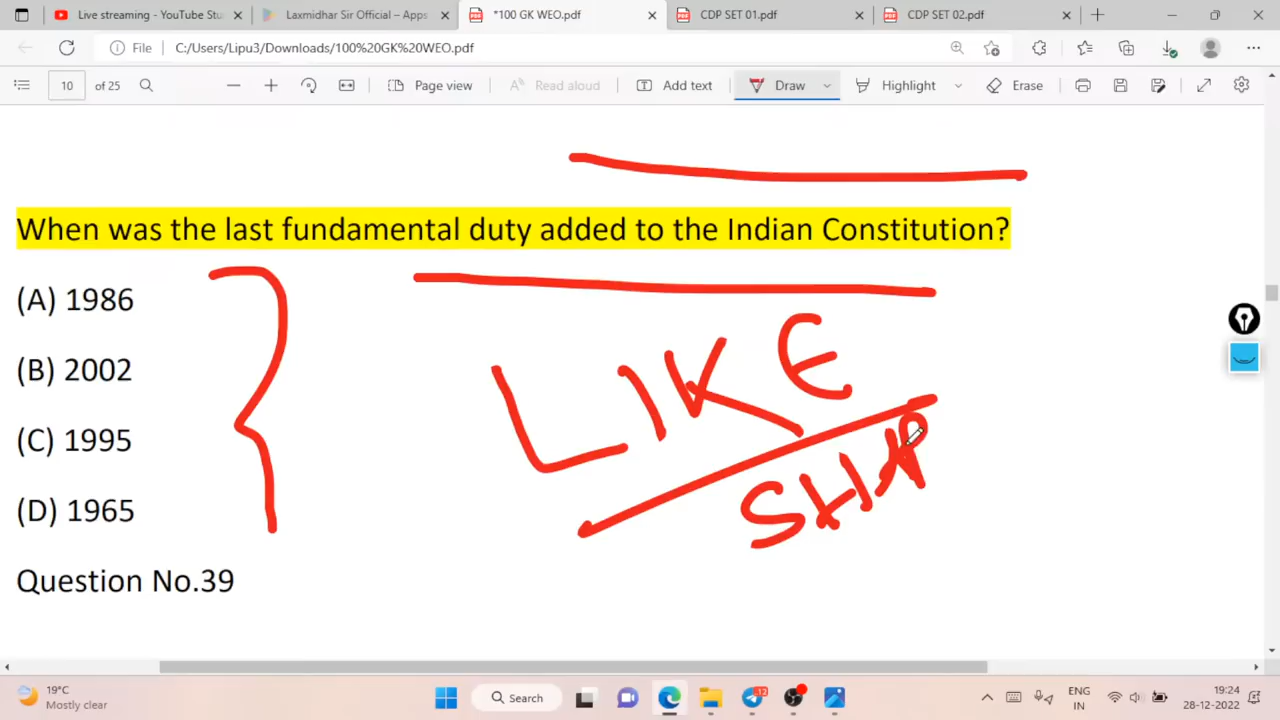 Live streaming - YouTube Stu
Laxmidhar Sir Official – Apps
*100 GK WEO.pdf
CDP SET 01.pdf
CDP SET 02.pdf
File
C:/Users/Lipu3/Downloads/100%20GK%20WEO.pdf
10 of 25
Page view
Read aloud
Add text
Draw
Highlight
Erase
When was the last fundamental duty added to the Indian Constitution?
(A) 1986
(B) 2002
(C) 1995
(D) 1965
LIKE
Question No.39
19°C
Mostly clear
Search
12
ENG
IN
19:24
28-12-2022